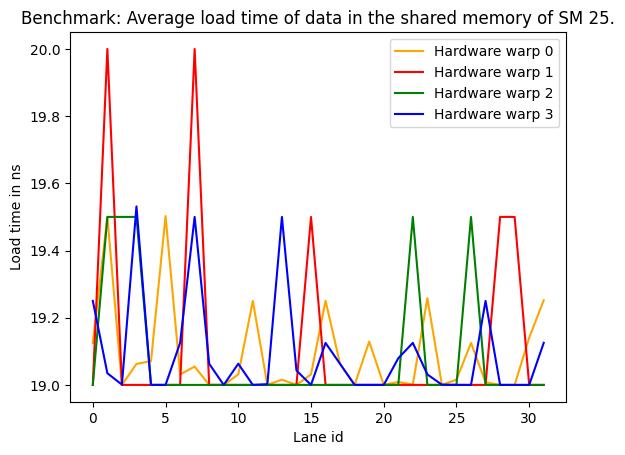 Benchmark: Average load time of data in the shared memory of SM 25.
Hardware warp 0
Hardware warp 1
Hardware warp 2
Hardware warp 3
Load time in ns
20.0
19.8
19.6
19.4
19.2
19.0
0 5 10 15 20 25 30
Lane id